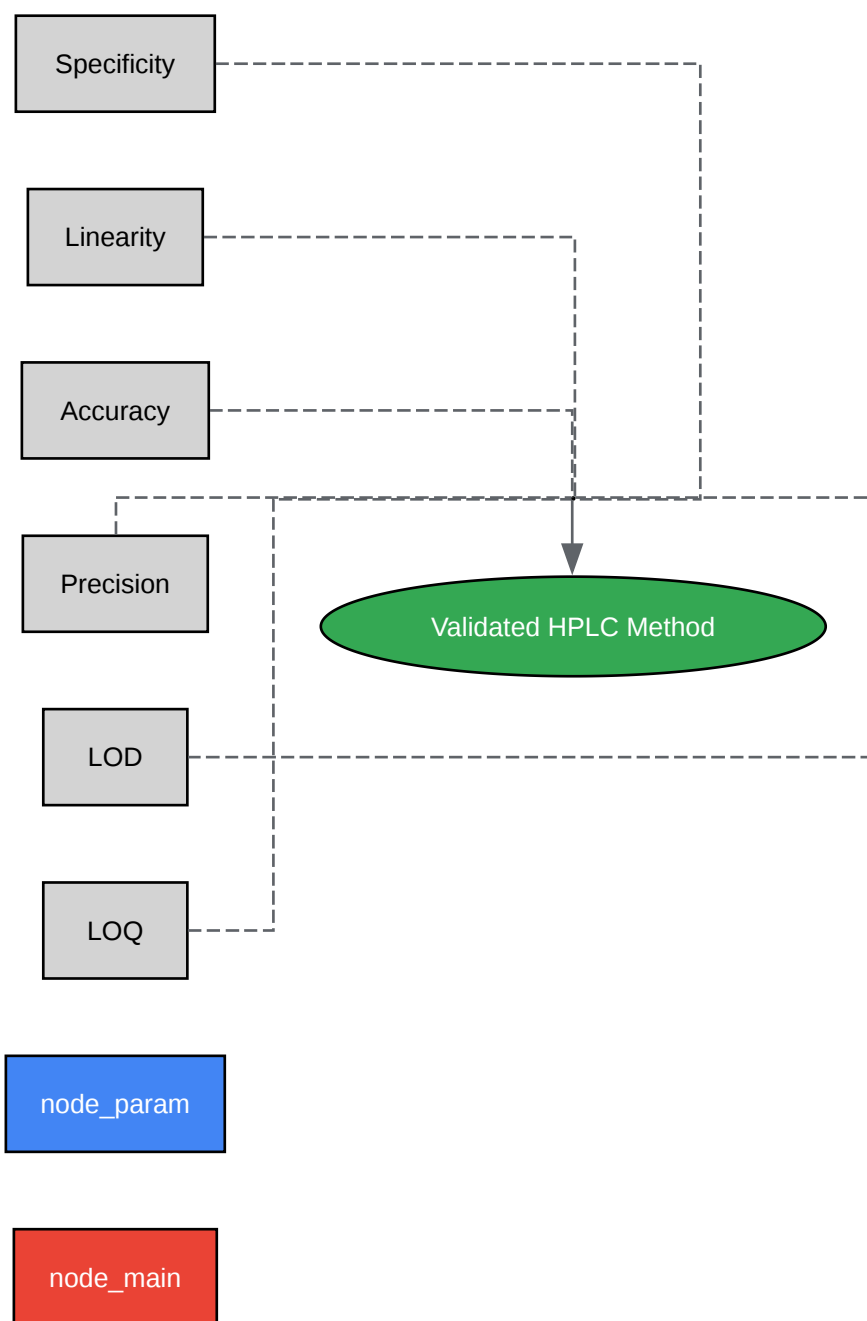 Specificity
Linearity
Accuracy
Precision
Validated HPLC Method
LOD
LOQ
node_param
node_main